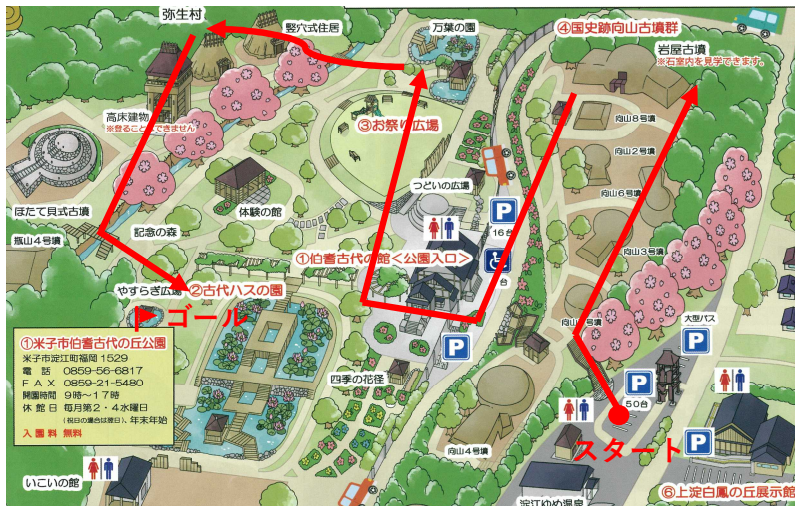 弥生村
竪穴式住居
万葉の園
④国史跡向山古墳群
岩屋古墳
※石室内を見学できます。
高床建物
※登ること
できません
③お祭り広場
向山8号墳
向山2号墳
つどいの広場
向山6号墳
ほたて貝式古墳
瓶山4号墳
記念の森
体験の館
P
16台
向山3号墳
①伯耆古代の館<公園入口>
台
やすらぎ広場
②古代ハスの園
ゴール
大型バス
P
P
P
50台
①米子市伯耆古代の丘公園
米子市淀江町福岡1529
電話 0859-56-6817
FAX 0859-21-5480
開園時間 9時〜17時
休館日 毎月第2・4水曜日
(祝日の場合は翌日)、年末年始
入園料 無料
四季の花径
スタート
P
向山4号墳
いこいの館
淀江ゆめ温泉
⑥上淀白鳳の丘展示館